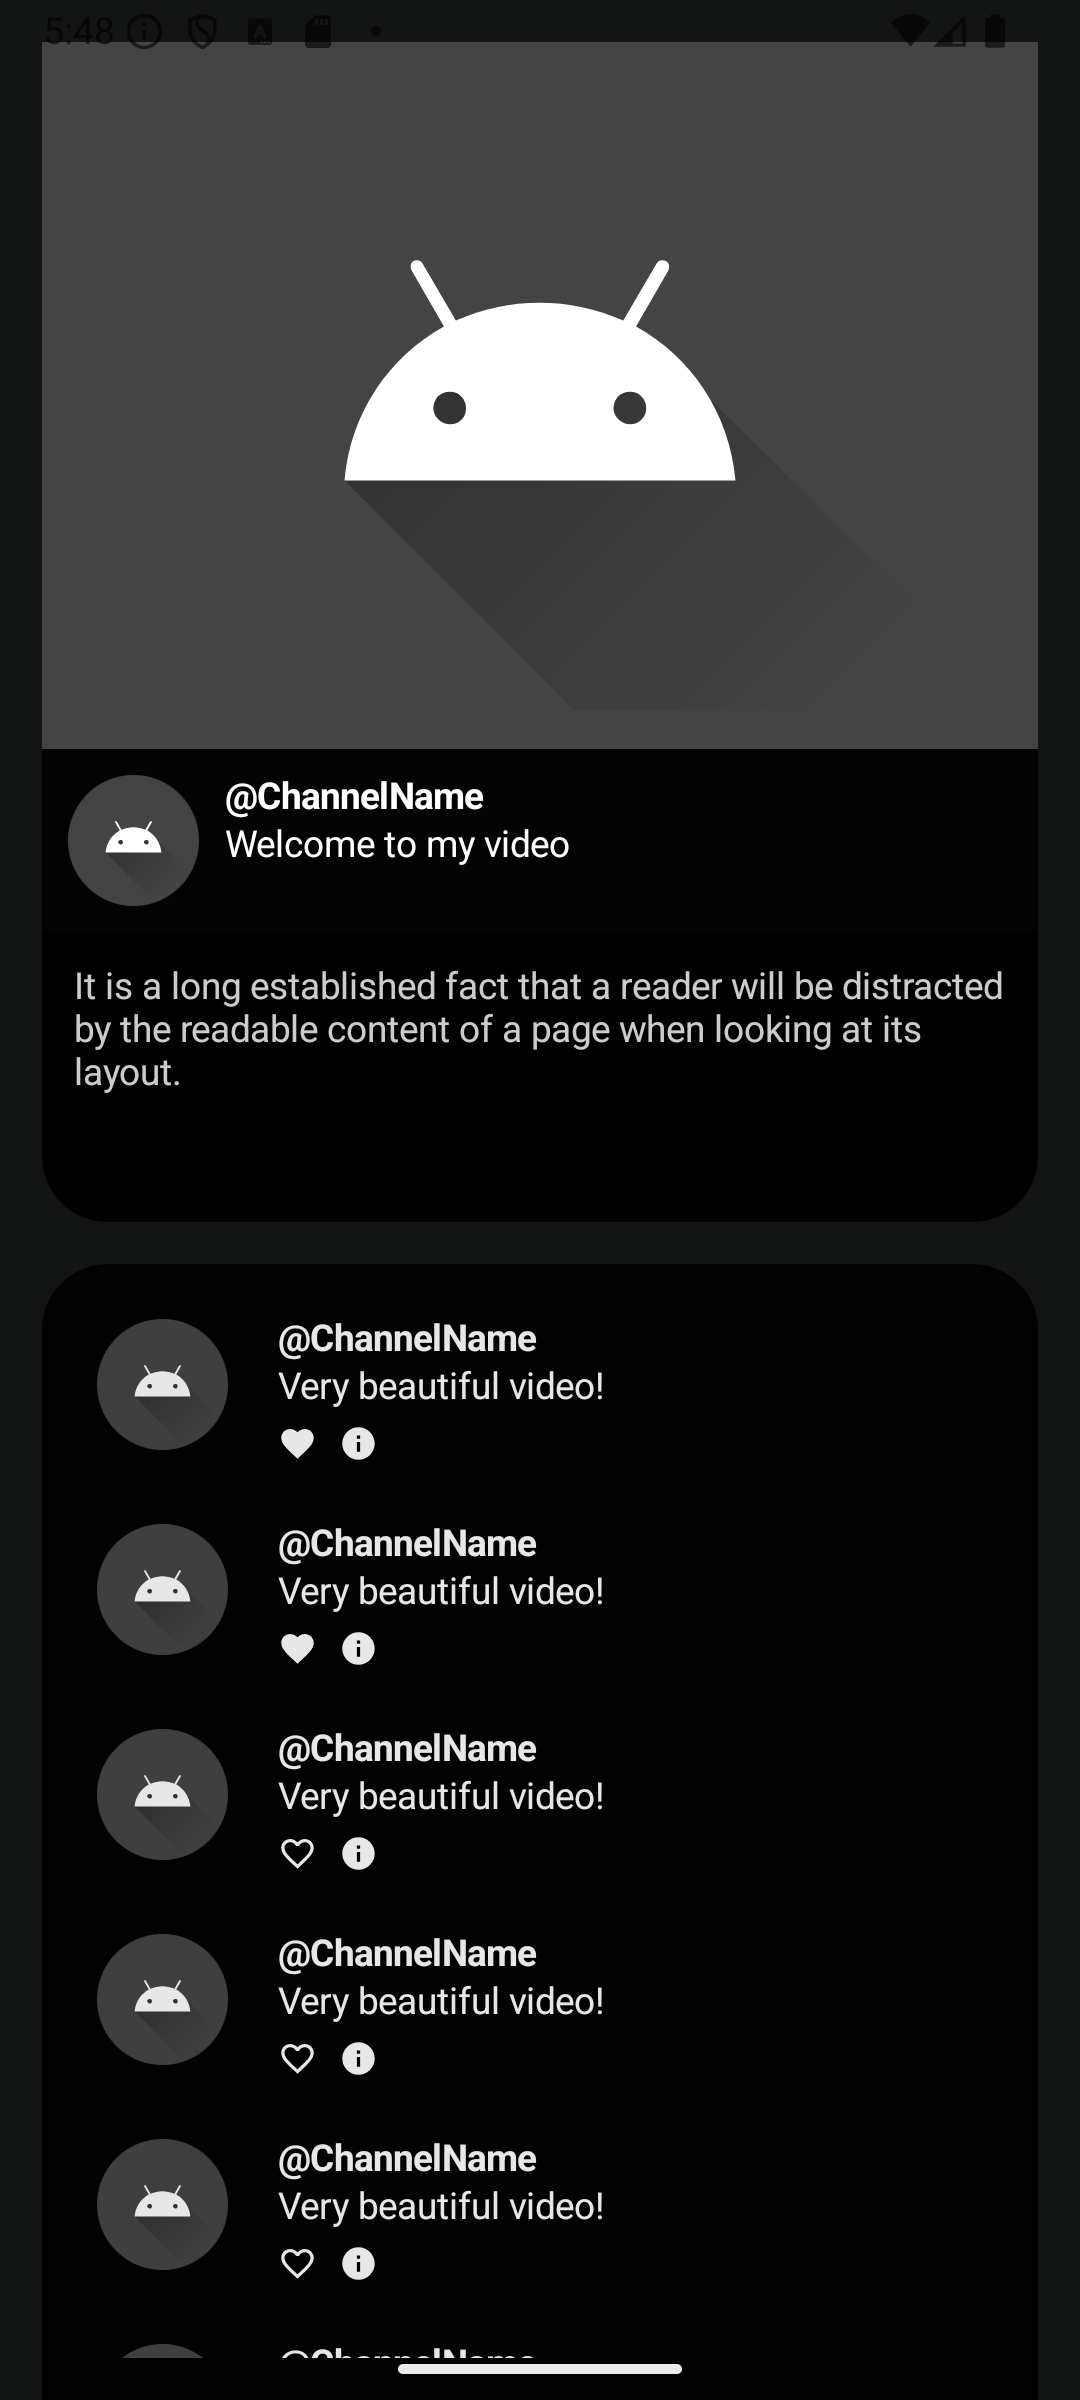 5:48
@ChannelName
Welcome to my video
It is a long established fact that a reader will be distracted
by the readable content of a page when looking at its
layout.
@ChannelName
Very beautiful video!
@ChannelName
Very beautiful video!
@ChannelName
Very beautiful video!
@ChannelName
Very beautiful video!
@ChannelName
Very beautiful video!
@ChannelName